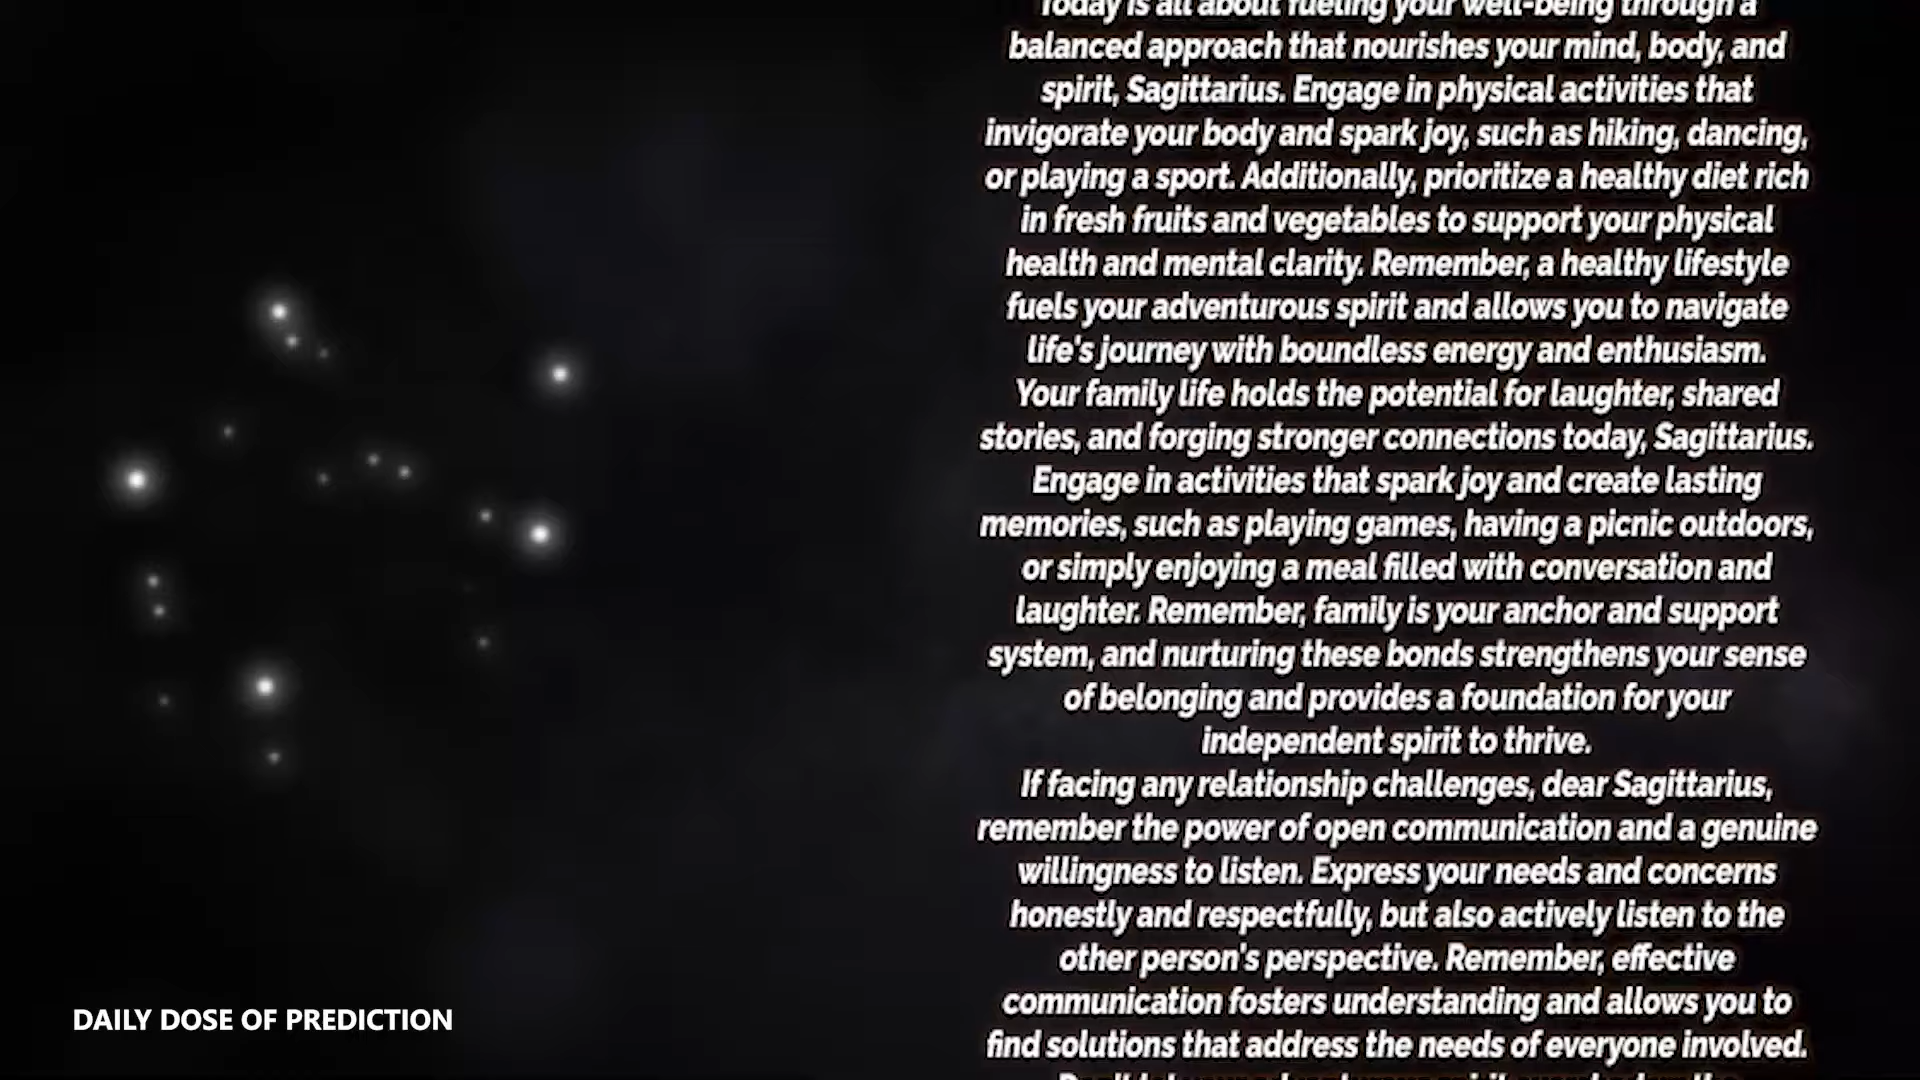 Today is all about fueling your well-being through a
balanced approach that nourishes your mind, body, and
spirit, Sagittarius. Engage in physical activities that
invigorate your body and spark joy, such as hiking, dancing,
or playing a sport. Additionally, prioritize a healthy diet rich
in fresh fruits and vegetables to support your physical
health and mental clarity. Remember, a healthy lifestyle
fuels your adventurous spirit and allows you to navigate
life's journey with boundless energy and enthusiasm.
Your family life holds the potential for laughter, shared
stories, and forging stronger connections today, Sagittarius.
Engage in activities that spark joy and create lasting
memories, such as playing games, having a picnic outdoors,
or simply enjoying a meal filled with conversation and
laughter. Remember, family is your anchor and support
system, and nurturing these bonds strengthens your sense
of belonging and provides a foundation for your
independent spirit to thrive.
If facing any relationship challenges, dear Sagittarius,
remember the power of open communication and a genuine
willingness to listen. Express your needs and concerns
honestly and respectfully, but also actively listen to the
other person's perspective. Remember, effective
communication fosters understanding and allows you to
find solutions that address the needs of everyone involved.
DAILY DOSE OF PREDICTION